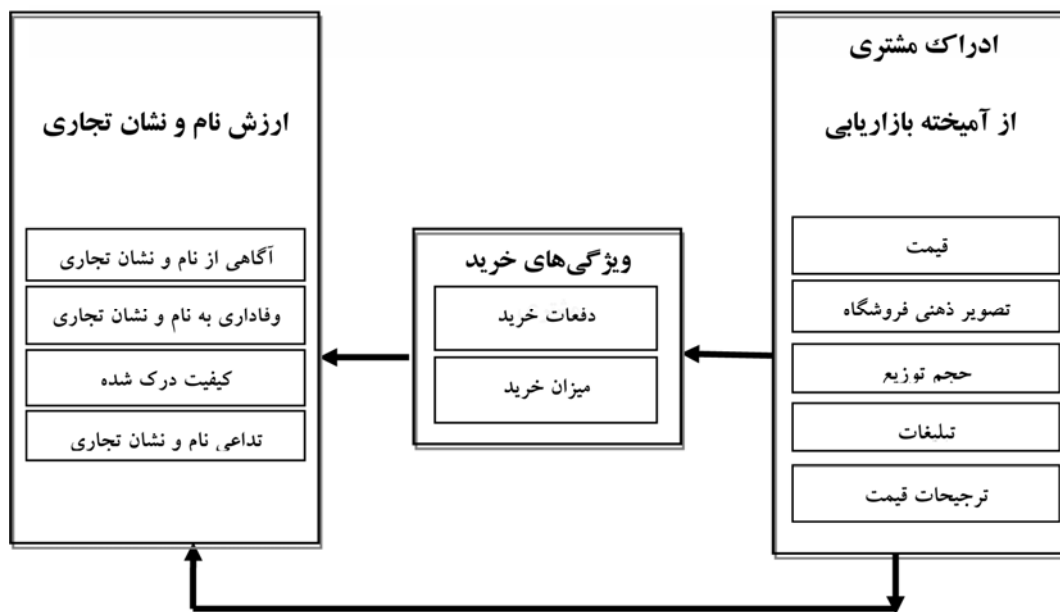 ادراک مشتری
از آمیخته بازاریابی
قیمت
تصویر ذهنی فروشگاه
حجم توزیع
تبلیغات
ترجیحات قیمت
ویژگی‌های خرید
دفعات خرید
میزان خرید
ارزش نام و نشان تجاری
آگاهی از نام و نشان تجاری
وفاداری به نام و نشان تجاری
کیفیت درک شده
تداعی نام و نشان تجاری